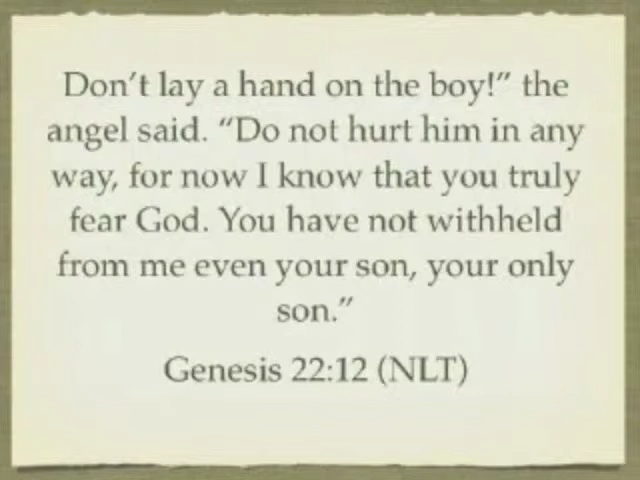 Don’t lay a hand on the boy!” the
angel said. “Do not hurt him in any
way, for now I know that you truly
fear God. You have not withheld
from me even your son, your only
son.”
Genesis 22:12 (NLT)